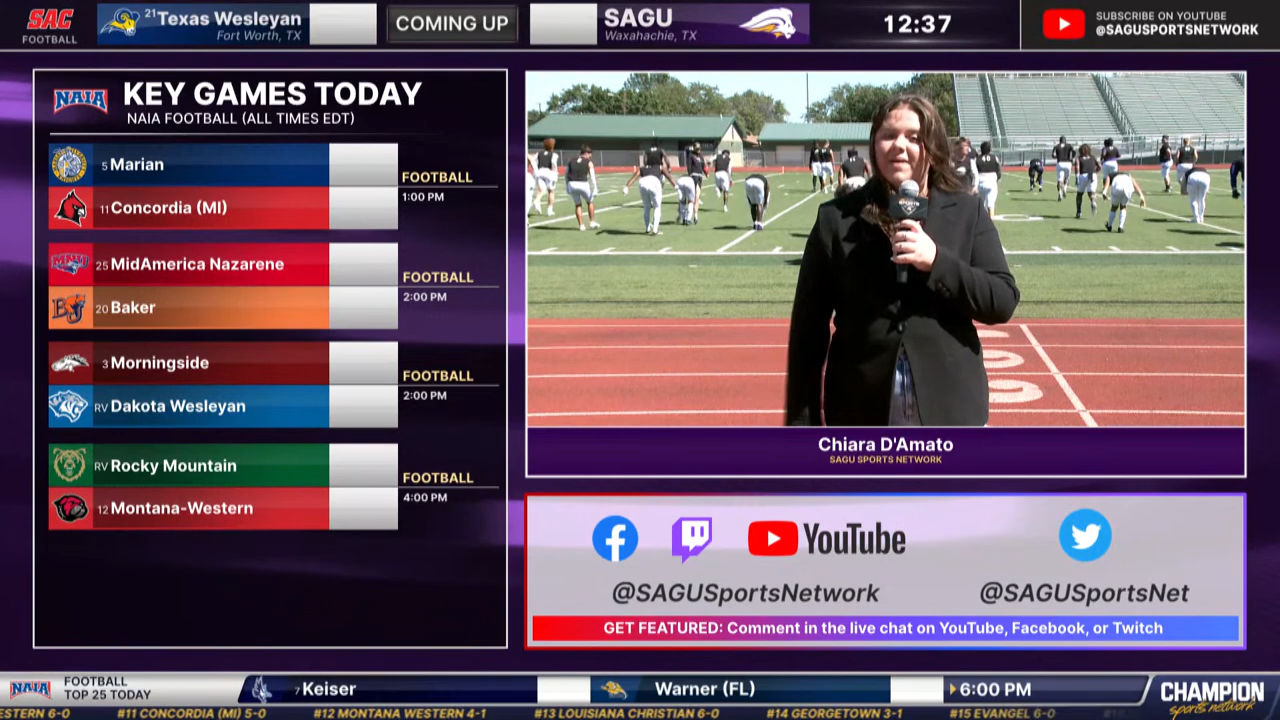 SAC
FOOTBALL
21 Texas Wesleyan
Fort Worth, TX
COMING UP
SAGU
Waxahachie, TX
12:37
SUBSCRIBE ON YOUTUBE
@SAGUSPORTSNETWORK
NAIA
KEY GAMES TODAY
NAIA FOOTBALL (ALL TIMES EDT)
5 Marian
11 Concordia (MI)
FOOTBALL
1:00 PM
25 MidAmerica Nazarene
20 Baker
FOOTBALL
2:00 PM
3 Morningside
RV Dakota Wesleyan
FOOTBALL
2:00 PM
RV Rocky Mountain
12 Montana-Western
FOOTBALL
4:00 PM
Chiara D'Amato
SAGU SPORTS NETWORK
YouTube
@SAGUSportsNetwork
@SAGUSportsNet
GET FEATURED: Comment in the live chat on YouTube, Facebook, or Twitch
NAIA
FOOTBALL
TOP 25 TODAY
7 Keiser
Warner (FL)
6:00 PM
CHAMPION
sports network
ESTERN 6-0 #11 CONCORDIA (MI) 5-0 #12 MONTANA WESTERN 4-1 #13 LOUISIANA CHRISTIAN 6-0 #14 GEORGETOWN 3-1 #15 EVANGEL 6-0